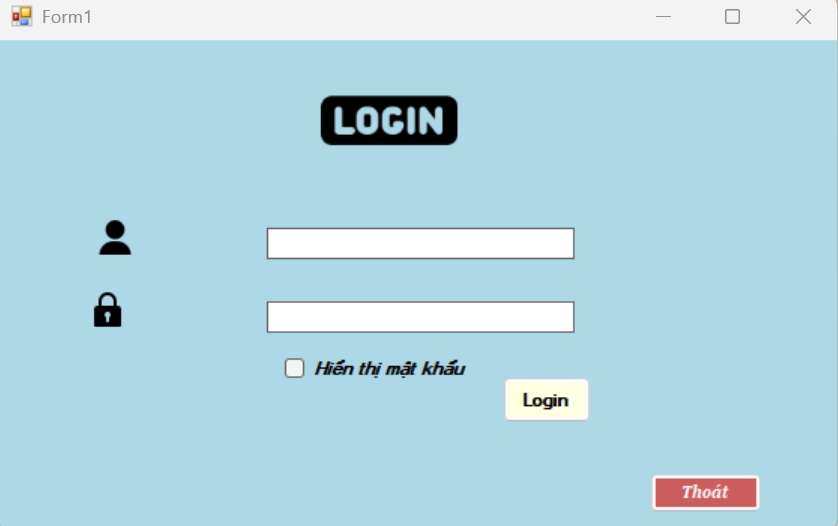 Form1
LOGIN
Hiển thị mật khẩu
Login
Thoát